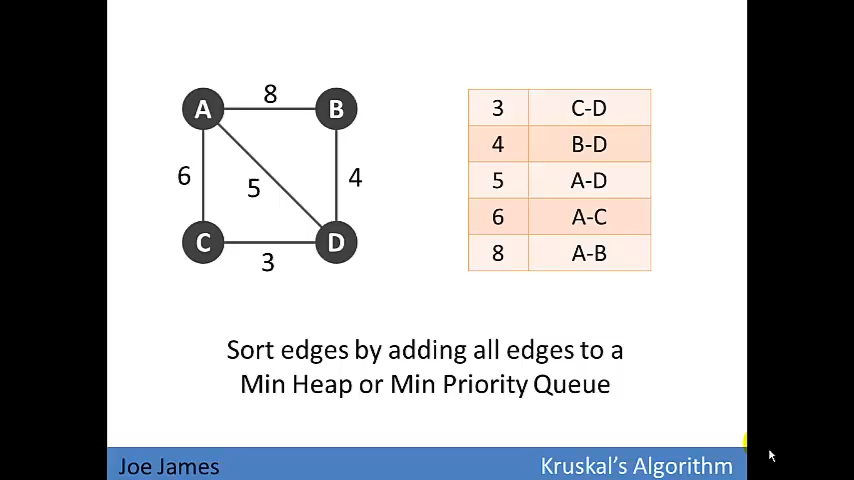 8
A B
6 5 4
C D
3
3 C-D
4 B-D
5 A-D
6 A-C
8 A-B
Sort edges by adding all edges to a
Min Heap or Min Priority Queue
Joe James
Kruskal's Algorithm